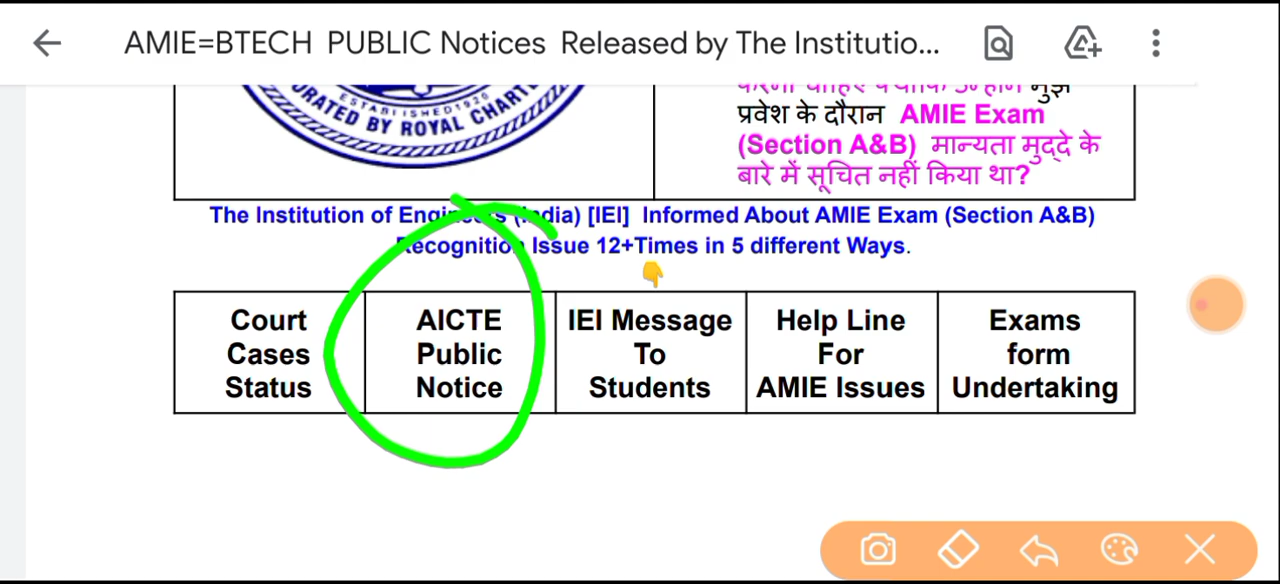 AMIE=BTECH PUBLIC Notices Released by The Institutio...
ESTABLISHED 1920
BY ROYAL
प्रवेश के दौरान AMIE Exam
(Section A&B) मान्यता मुद्दे के
बारे में सूचित नहीं किया था?
The Institution of Engineers (India) [IEI] Informed About AMIE Exam (Section A&B)
Recognition Issue 12+Times in 5 different Ways.
Court
Cases
Status
AICTE
Public
Notice
IEI Message
To
Students
Help Line
For
AMIE Issues
Exams
form
Undertaking